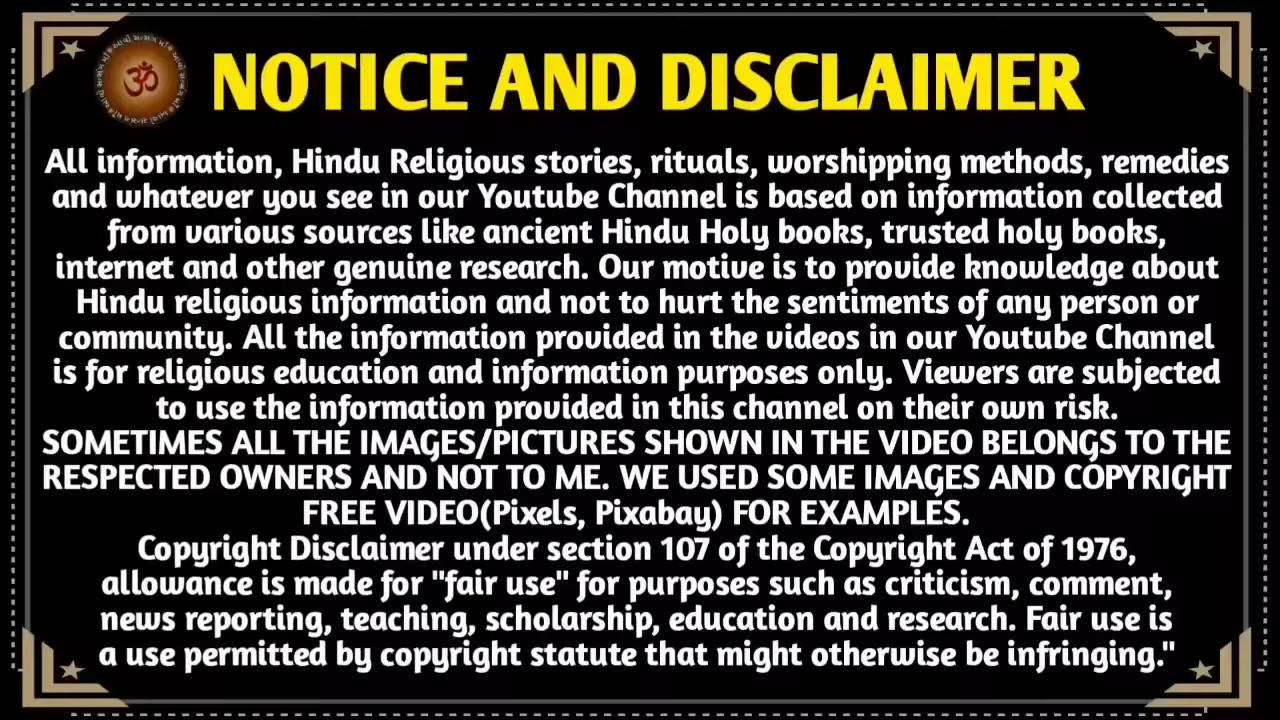 NOTICE AND DISCLAIMER
All information, Hindu Religious stories, rituals, worshipping methods, remedies
and whatever you see in our Youtube Channel is based on information collected
from various sources like ancient Hindu Holy books, trusted holy books,
internet and other genuine research. Our motive is to provide knowledge about
Hindu religious information and not to hurt the sentiments of any person or
community. All the information provided in the videos in our Youtube Channel
is for religious education and information purposes only. Viewers are subjected
to use the information provided in this channel on their own risk.
SOMETIMES ALL THE IMAGES/PICTURES SHOWN IN THE VIDEO BELONGS TO THE
RESPECTED OWNERS AND NOT TO ME. WE USED SOME IMAGES AND COPYRIGHT
FREE VIDEO(Pixels, Pixabay) FOR EXAMPLES.
Copyright Disclaimer under section 107 of the Copyright Act of 1976,
allowance is made for "fair use" for purposes such as criticism, comment,
news reporting, teaching, scholarship, education and research. Fair use is
a use permitted by copyright statute that might otherwise be infringing."
ॐ